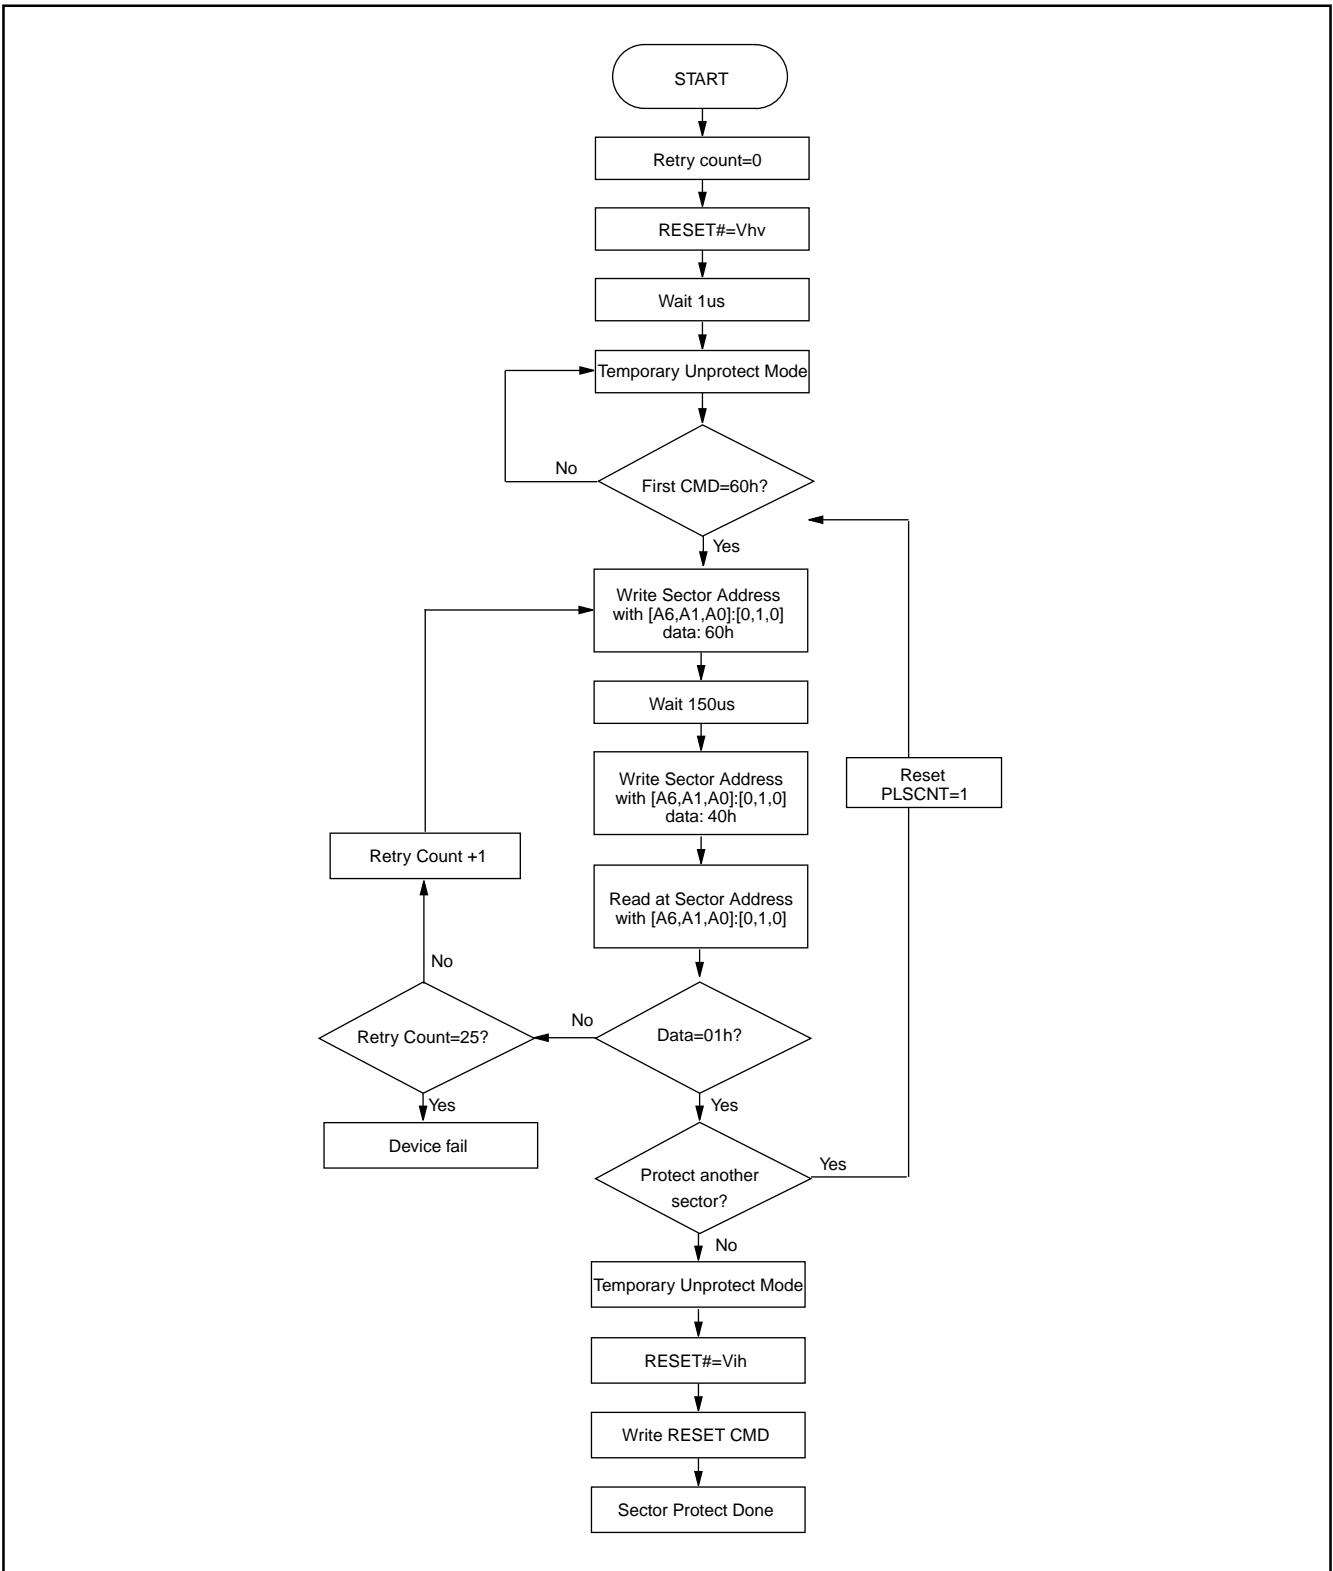 START
Retry count=0
RESET#=Vhv
Wait 1us
Temporary Unprotect Mode
No
First CMD=60h?
Yes
Write Sector Address
with [A6,A1,A0]:[0,1,0]
data: 60h
Wait 150us
Write Sector Address
with [A6,A1,A0]:[0,1,0]
data: 40h
Reset
PLSCNT=1
Retry Count +1
Read at Sector Address
with [A6,A1,A0]:[0,1,0]
No
Retry Count=25?
No
Data=01h?
Yes
Yes
Device fail
Protect another
sector?
Yes
No
Temporary Unprotect Mode
RESET#=Vih
Write RESET CMD
Sector Protect Done